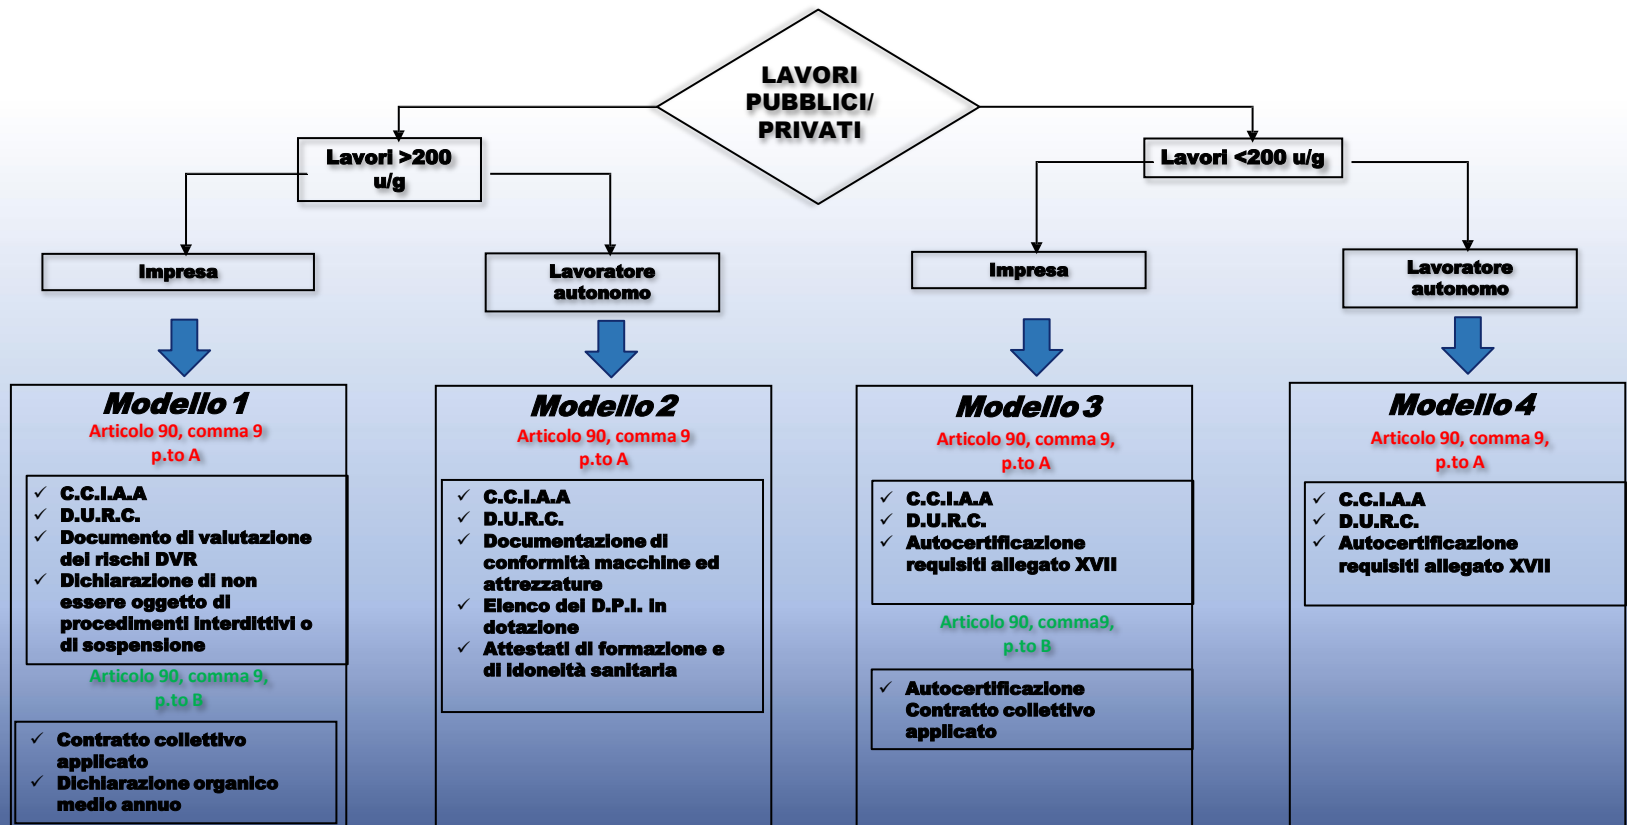 LAVORI
PUBBLICI/
PRIVATI
Lavori >200
u/g
Lavori <200 u/g
Impresa
Lavoratore
autonomo
Impresa
Lavoratore
autonomo
Modello 1
Articolo 90, comma 9
p.to A
✓ C.C.I.A.A
✓ D.U.R.C.
✓ Documento di valutazione
dei rischi DVR
✓ Dichiarazione di non
essere oggetto di
procedimenti interdittivi o
di sospensione
Articolo 90, comma 9,
p.to B
✓ Contratto collettivo
applicato
✓ Dichiarazione organico
medio annuo
Modello 2
Articolo 90, comma 9
p.to A
✓ C.C.I.A.A
✓ D.U.R.C.
✓ Documentazione di
conformità macchine ed
attrezzature
✓ Elenco dei D.P.I. in
dotazione
✓ Attestati di formazione e
di idoneità sanitaria
Modello 3
Articolo 90, comma 9,
p.to A
✓ C.C.I.A.A
✓ D.U.R.C.
✓ Autocertificazione
requisiti allegato XVII
Articolo 90, comma9,
p.to B
✓ Autocertificazione
Contratto collettivo
applicato
Modello 4
Articolo 90, comma 9,
p.to A
✓ C.C.I.A.A
✓ D.U.R.C.
✓ Autocertificazione
requisiti allegato XVII